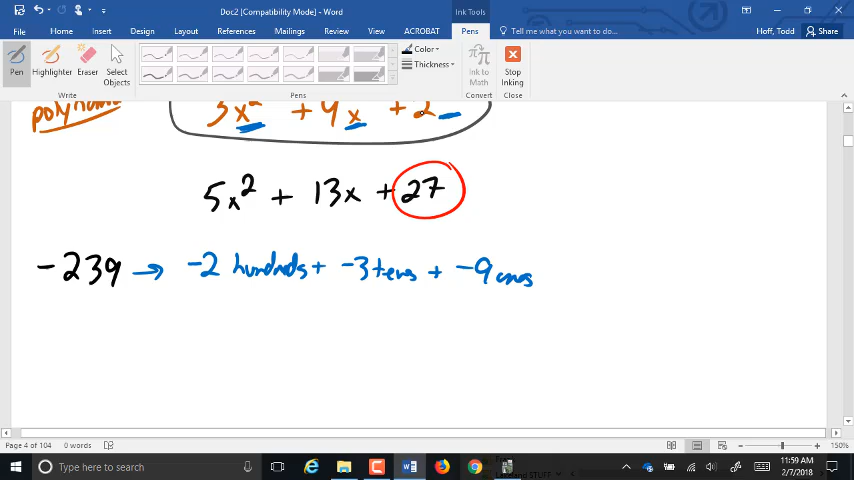 Doc2 [Compatibility Mode] - Word
Ink Tools
Hoff, Todd
File Home Insert Design Layout References Mailings Review View ACROBAT Pens Tell me what you want to do... Share
Pen Highlighter Eraser Select Objects
Color
Thickness
Ink to Math
Stop Inking
Write Pens Convert Close
3x² + 4x + 2
5x² + 13x + 27
-239 → -2 hundreds + -3 tens + -9 ones
Page 4 of 104 0 words 150%
Type here to search
STUFF
11:59 AM
2/7/2018